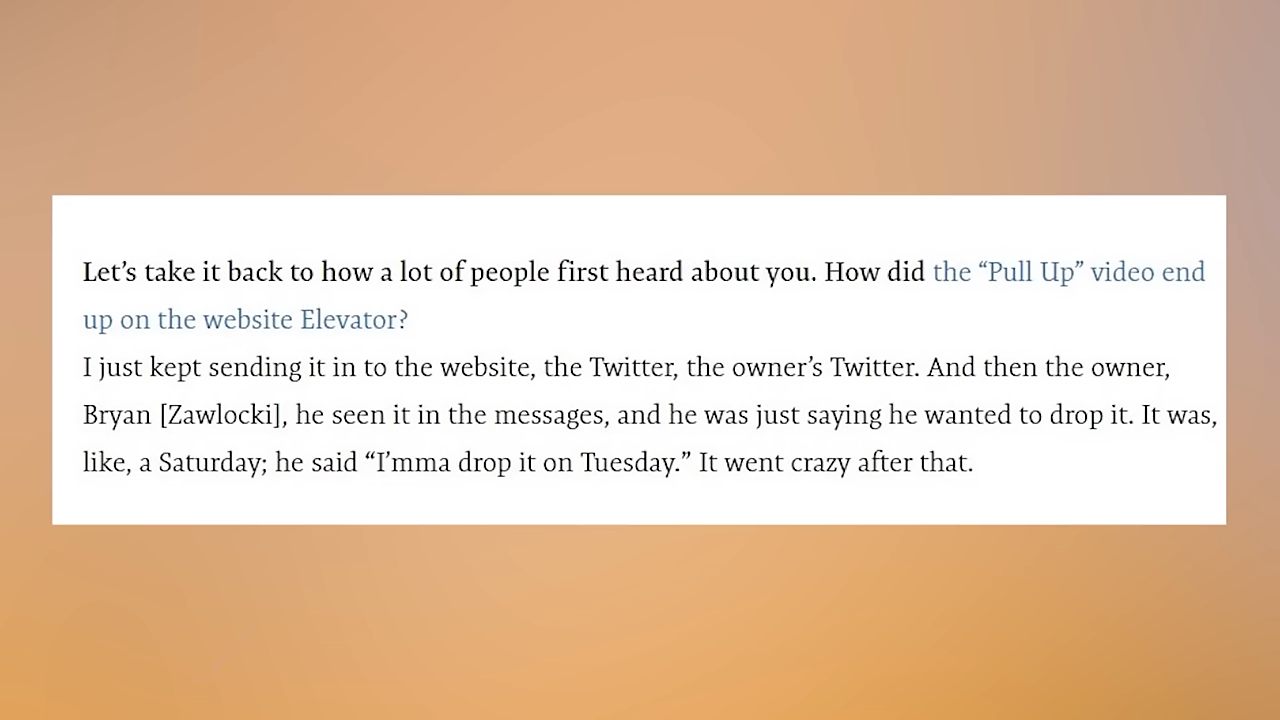 Let’s take it back to how a lot of people first heard about you. How did the “Pull Up” video end
up on the website Elevator?
I just kept sending it in to the website, the Twitter, the owner’s Twitter. And then the owner,
Bryan [Zawlocki], he seen it in the messages, and he was just saying he wanted to drop it. It was,
like, a Saturday; he said “I’mma drop it on Tuesday.” It went crazy after that.